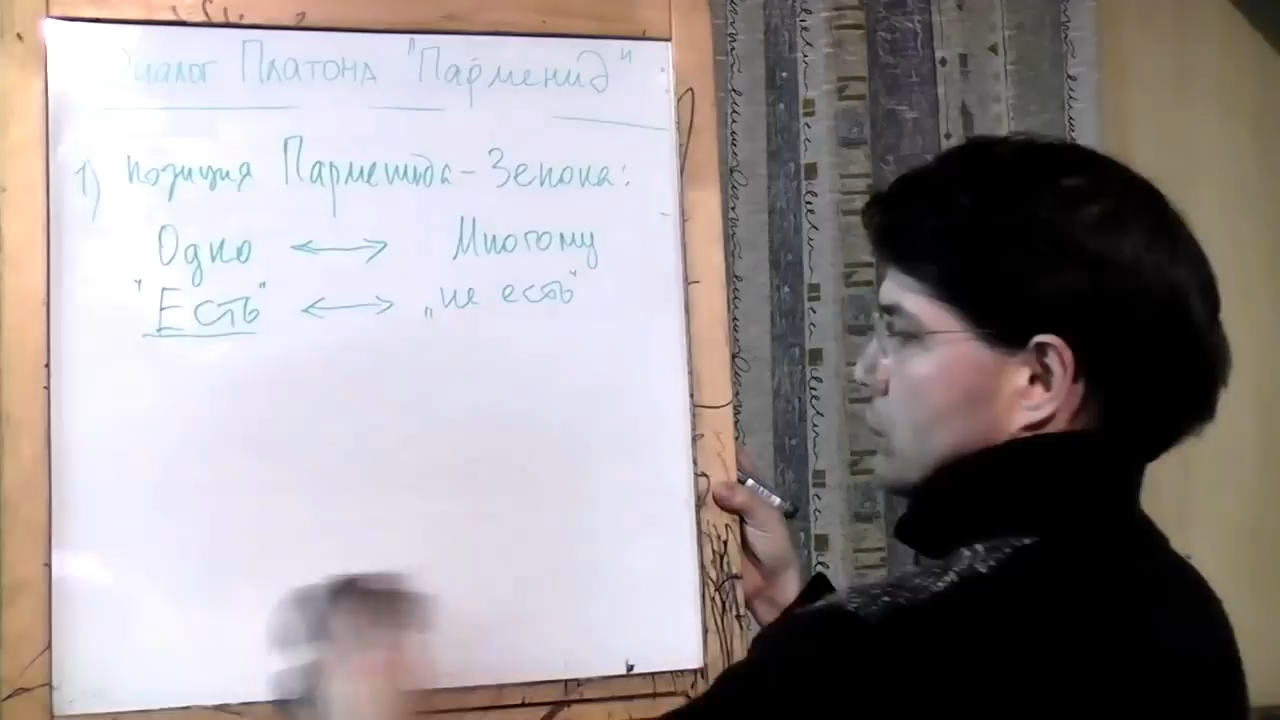 Диалог Платона "Парменид"
1) позиция Парменида - Зенона:
Одно ⟷ Многому
"Есть" ⟷ „не есть"